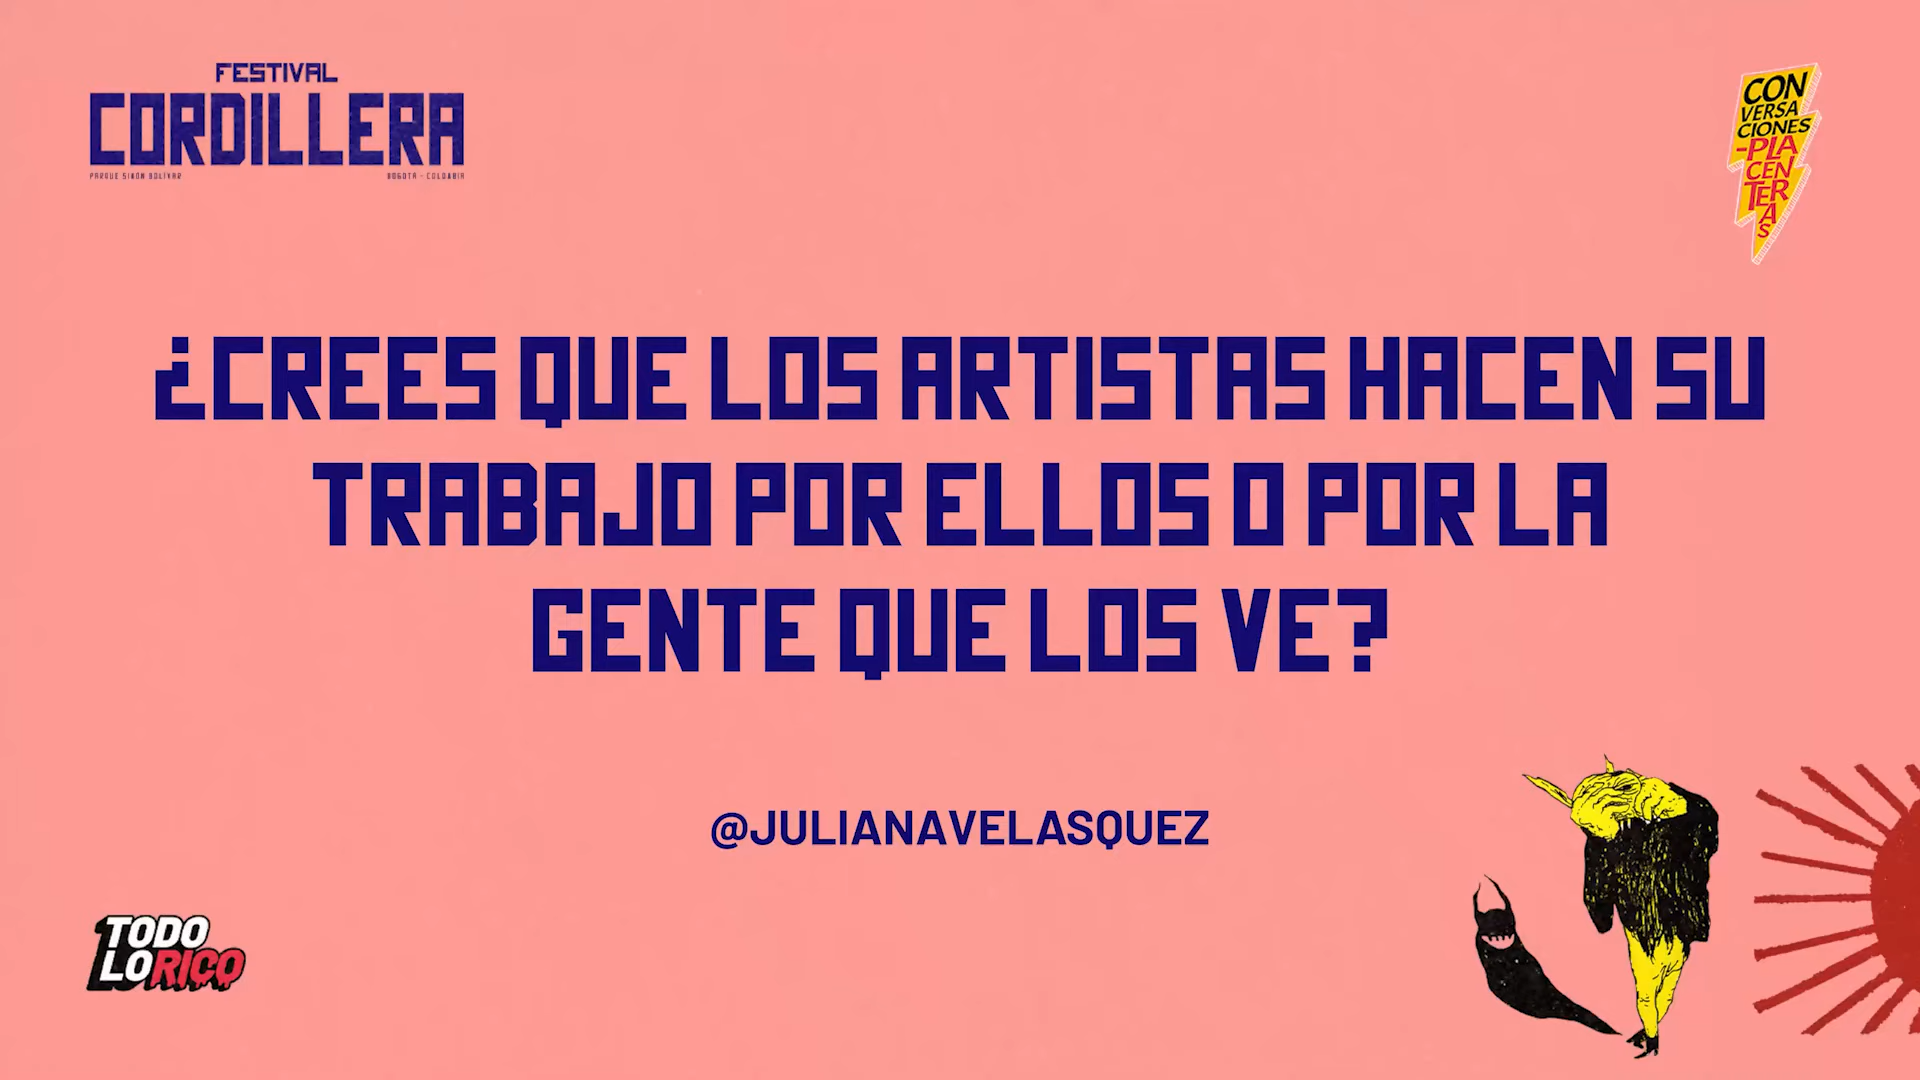 FESTIVAL
CORDILLERA
PARQUE SIMÓN BOLÍVAR
BOGOTÁ - COLOMBIA
CON
VERSA
CIONES
-PLA
CEN
TER
A
S
¿CREES QUE LOS ARTISTAS HACEN SU
TRABAJO POR ELLOS O POR LA
GENTE QUE LOS VE?
@JULIANAVELASQUEZ
TODO
LO RICO